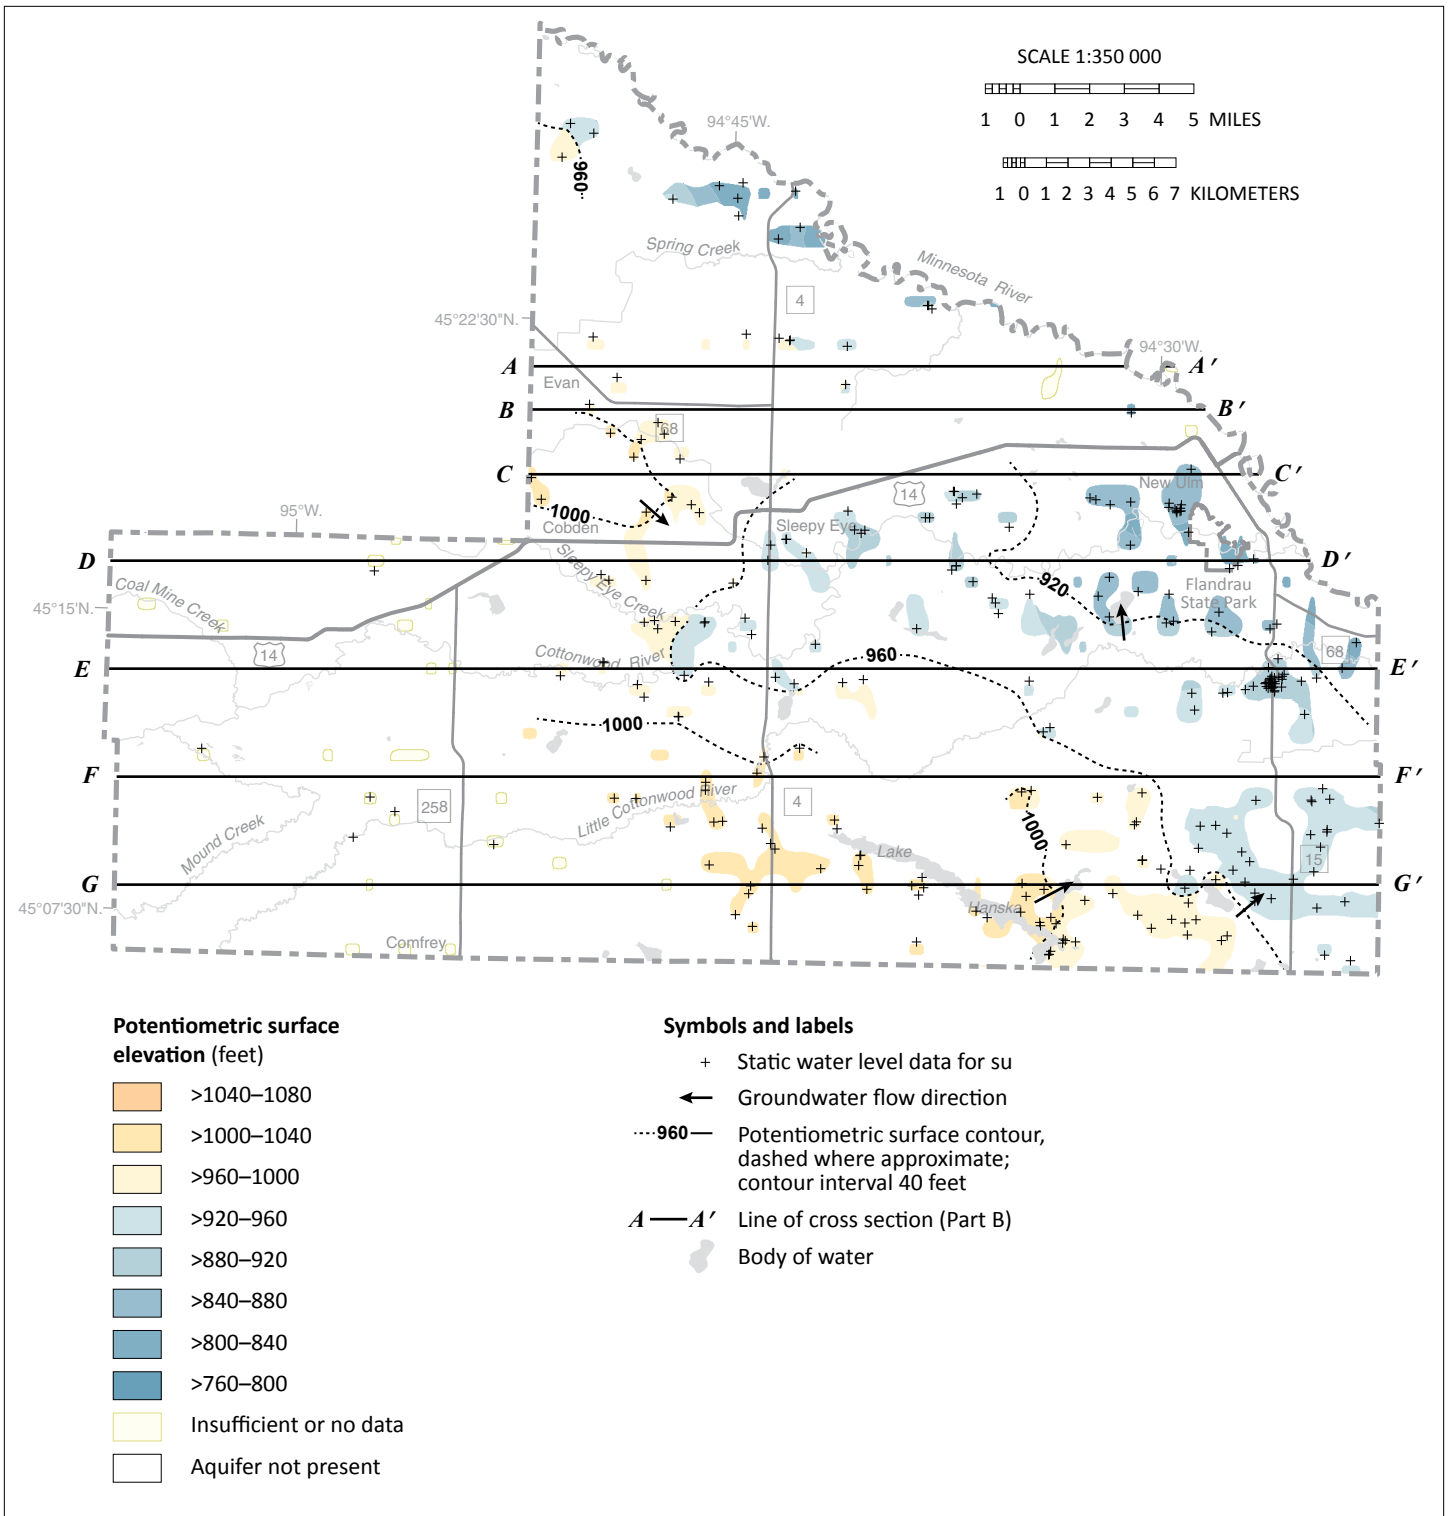 SCALE 1:350 000
1 0 1 2 3 4 5 MILES
1 0 1 2 3 4 5 6 7 KILOMETERS
94°45'W.
960
Spring Creek
Minnesota River
4
45°22'30"N.
94°30'W.
A A'
Evan
B B'
68
C C'
New Ulm
14
1000
Cobden
Sleepy Eye
95°W.
D D'
Coal Mine Creek
Sleepy Eye Creek
920
Flandrau
State Park
45°15'N.
14
Cottonwood River
960
68
E E'
1000
F F'
258
Little Cottonwood River
4
Mound Creek
1000
Lake
15
G G'
Hanska
45°07'30"N.
Comfrey
Potentiometric surface
elevation (feet)
>1040–1080
>1000–1040
>960–1000
>920–960
>880–920
>840–880
>800–840
>760–800
Insufficient or no data
Aquifer not present
Symbols and labels
+ Static water level data for su
Groundwater flow direction
960 Potentiometric surface contour,
dashed where approximate;
contour interval 40 feet
A A' Line of cross section (Part B)
Body of water